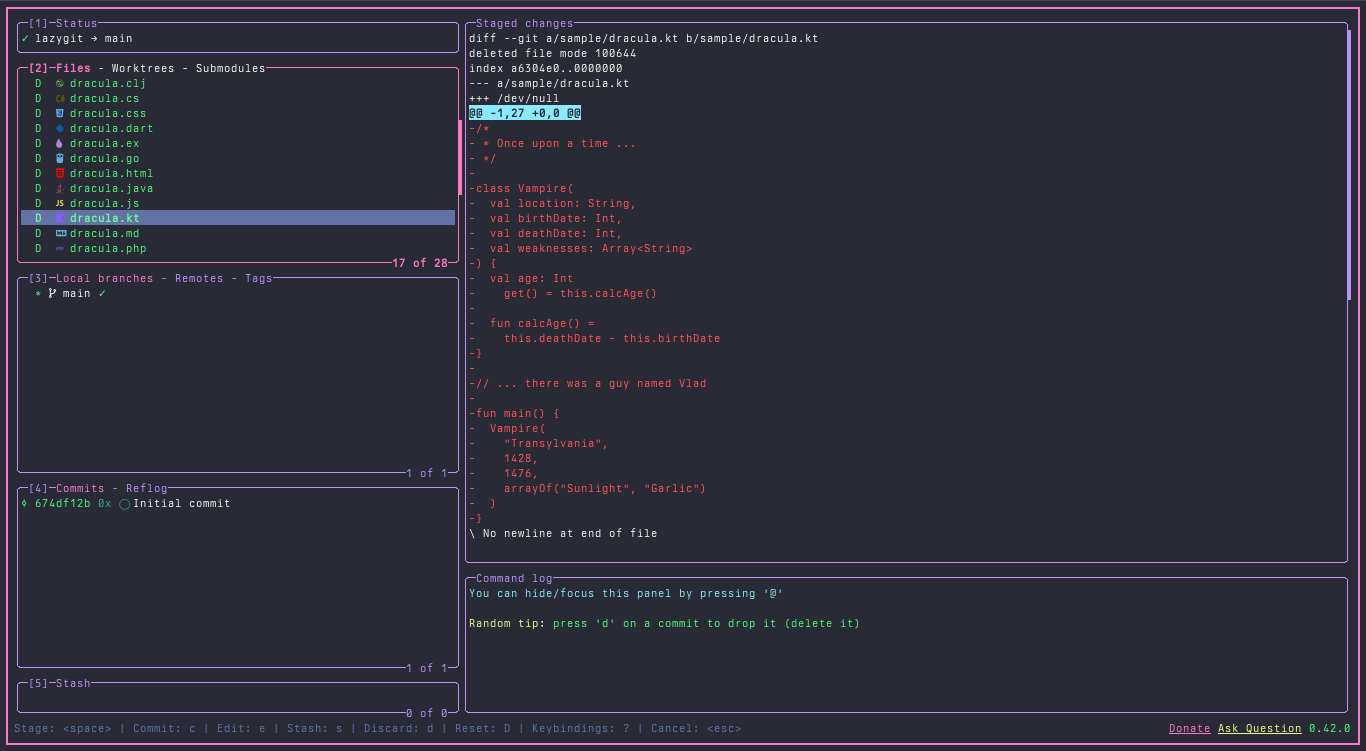 [1]─Status
✓ lazygit → main
[2]─Files - Worktrees - Submodules
D dracula.clj
D dracula.cs
D dracula.css
D dracula.dart
D dracula.ex
D dracula.go
D dracula.html
D dracula.java
D JS dracula.js
D dracula.kt
D dracula.md
D dracula.php
17 of 28
[3]─Local branches - Remotes - Tags
* main ✓
1 of 1
[4]─Commits - Reflog
674df12b 0x ◯ Initial commit
1 of 1
[5]─Stash
0 of 0
Staged changes
diff --git a/sample/dracula.kt b/sample/dracula.kt
deleted file mode 100644
index a6304e0..0000000
--- a/sample/dracula.kt
+++ /dev/null
@@ -1,27 +0,0 @@
-/*
- * Once upon a time ...
- */
-
-class Vampire(
-  val location: String,
-  val birthDate: Int,
-  val deathDate: Int,
-  val weaknesses: Array<String>
-) {
-  val age: Int
-    get() = this.calcAge()
-
-  fun calcAge() =
-    this.deathDate - this.birthDate
-}
-
-// ... there was a guy named Vlad
-
-fun main() {
-  Vampire(
-    "Transylvania",
-    1428,
-    1476,
-    arrayOf("Sunlight", "Garlic")
-  )
-}
\ No newline at end of file
Command log
You can hide/focus this panel by pressing '@'
Random tip: press 'd' on a commit to drop it (delete it)
Stage: <space> | Commit: c | Edit: e | Stash: s | Discard: d | Reset: D | Keybindings: ? | Cancel: <esc>
Donate Ask Question 0.42.0